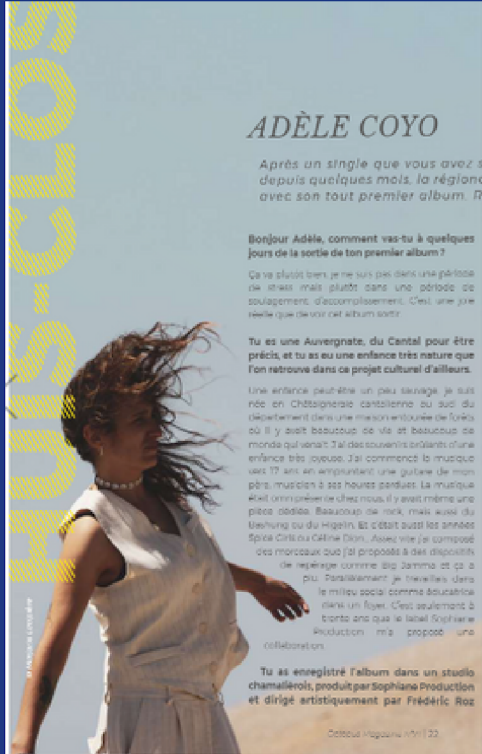 HUIS-CLOS
ADÈLE COYO
Après un single que vous avez
depuis quelques mois, la
avec son tout premier album.
Bonjour Adèle, comment vas-tu à quelques
jours de la sortie de ton premier album ?
Ça va plutôt bien, je ne suis pas dans une période
de stress mais plutôt dans une période de
soulagement, d'accomplissement. C'est une joie
réelle que de voir cet album sortir.
Tu es une Auvergnate, du Cantal pour être
précis, et tu as eu une enfance très nature que
l'on retrouve dans ce projet culturel d'ailleurs.
Une enfance peut-être un peu sauvage, je suis
née en Châtaigneraie cantalienne au sud du
département dans une maison entourée de forêts
où il y avait beaucoup de vie et beaucoup de
monde qui venait. J'ai des souvenirs brûlants d'une
enfance très joyeuse. J'ai commencé la musique
vers 17 ans en empruntant une guitare de mon
père, musicien à ses heures perdues. La musique
était omniprésente chez nous, il y avait même une
pièce dédiée. Beaucoup de rock, mais aussi du
Bashung ou du Higelin. Et c'était aussi les années
Spice Girls ou Céline Dion... Assez vite j'ai composé
des morceaux que j'ai proposés à des dispositifs
de repérage comme Big Jamma et ça a
plu. Parallèlement je travaillais dans
le milieu social comme éducatrice
dans un foyer. C'est seulement à
trente ans que le label Sophiane
Production m'a proposé une
collaboration.
Tu as enregistré l'album dans un studio
chamaliérois, produit par Sophiane Production
et dirigé artistiquement par Frédéric Roz
Magazine | 22